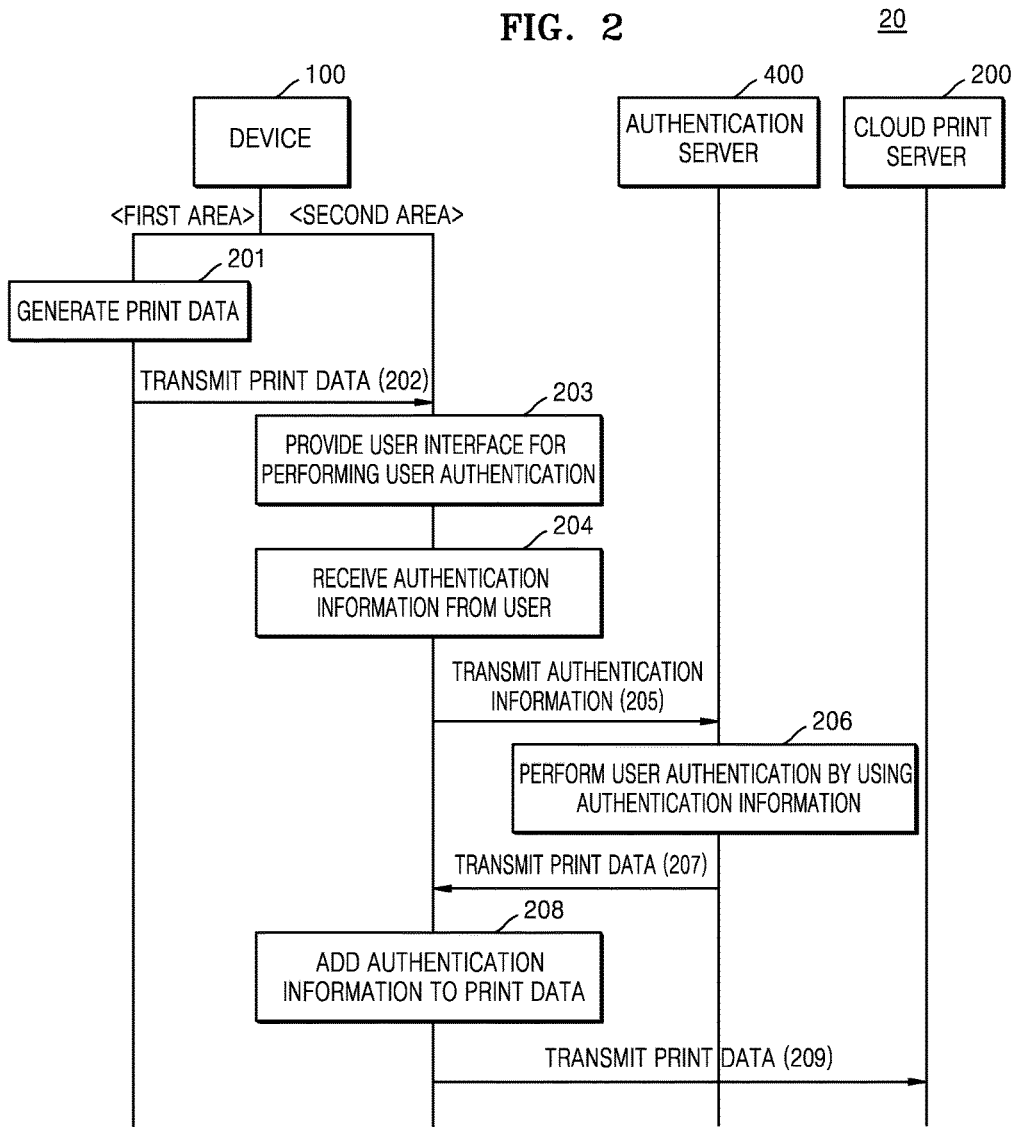 FIG. 2
20
100
400
200
DEVICE
AUTHENTICATION
SERVER
CLOUD PRINT
SERVER
<FIRST AREA>
<SECOND AREA>
201
GENERATE PRINT DATA
TRANSMIT PRINT DATA (202)
203
PROVIDE USER INTERFACE FOR
PERFORMING USER AUTHENTICATION
204
RECEIVE AUTHENTICATION
INFORMATION FROM USER
TRANSMIT AUTHENTICATION
INFORMATION (205)
206
PERFORM USER AUTHENTICATION BY USING
AUTHENTICATION INFORMATION
TRANSMIT PRINT DATA (207)
208
ADD AUTHENTICATION
INFORMATION TO PRINT DATA
TRANSMIT PRINT DATA (209)